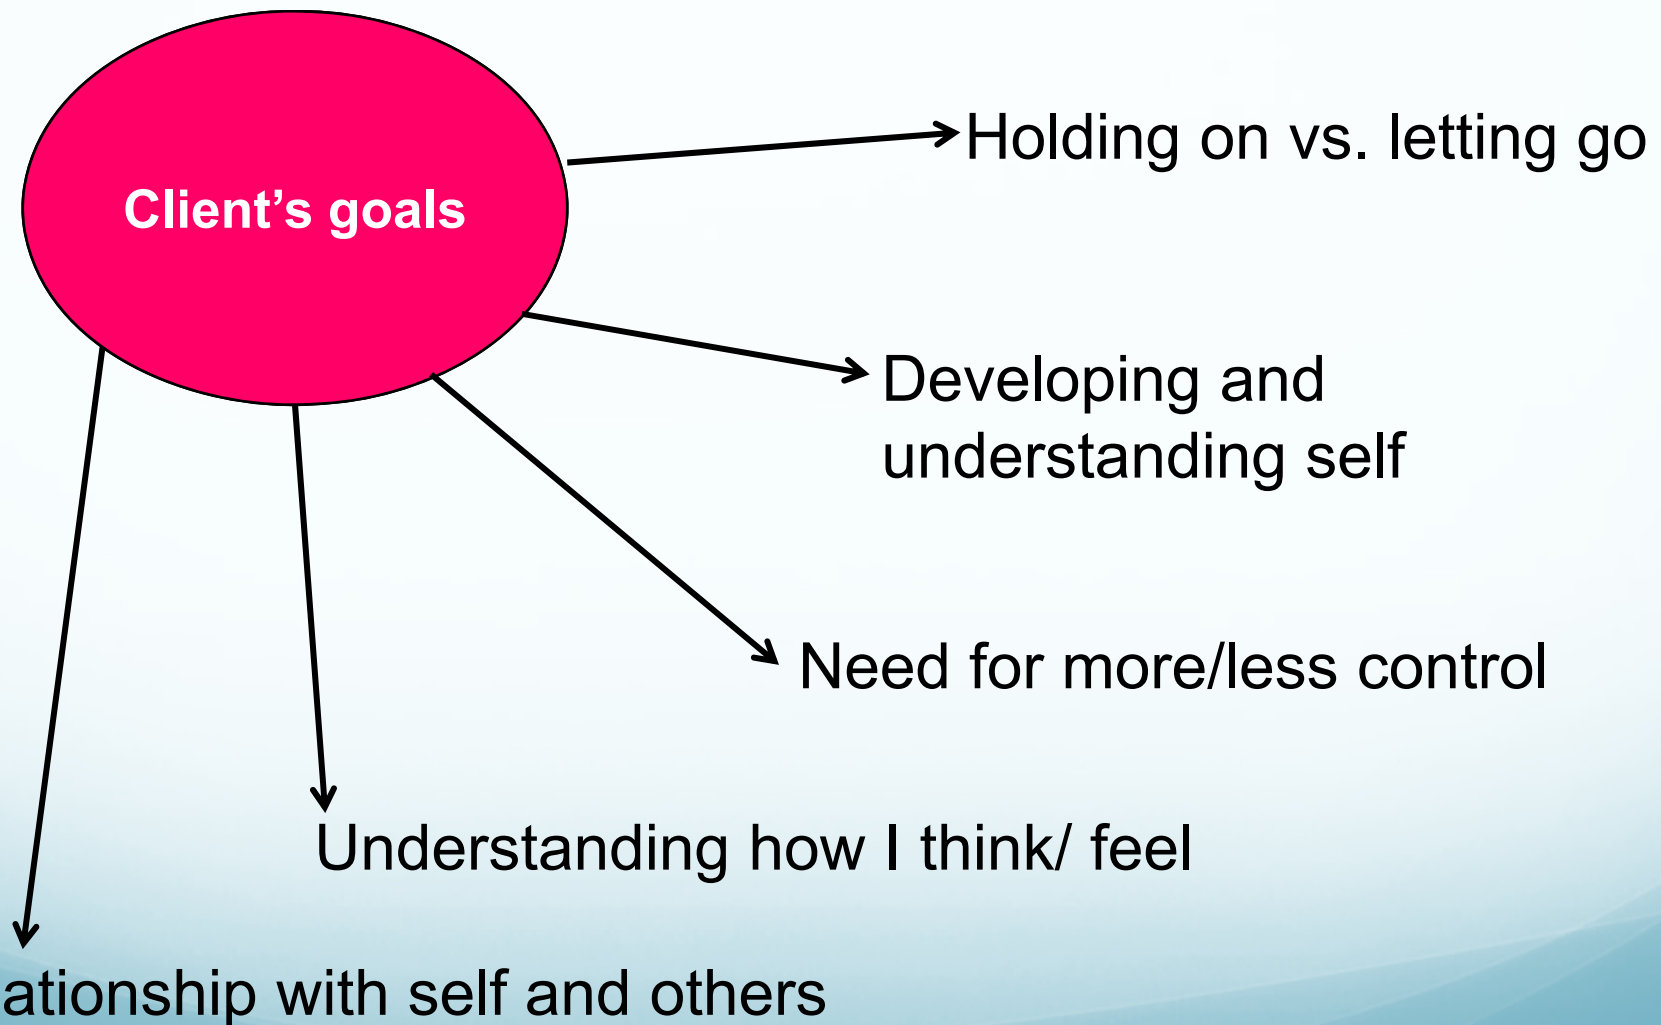 Client’s goals
Holding on vs. letting go
Developing and
understanding self
Need for more/less control
Understanding how I think/ feel
ationship with self and others